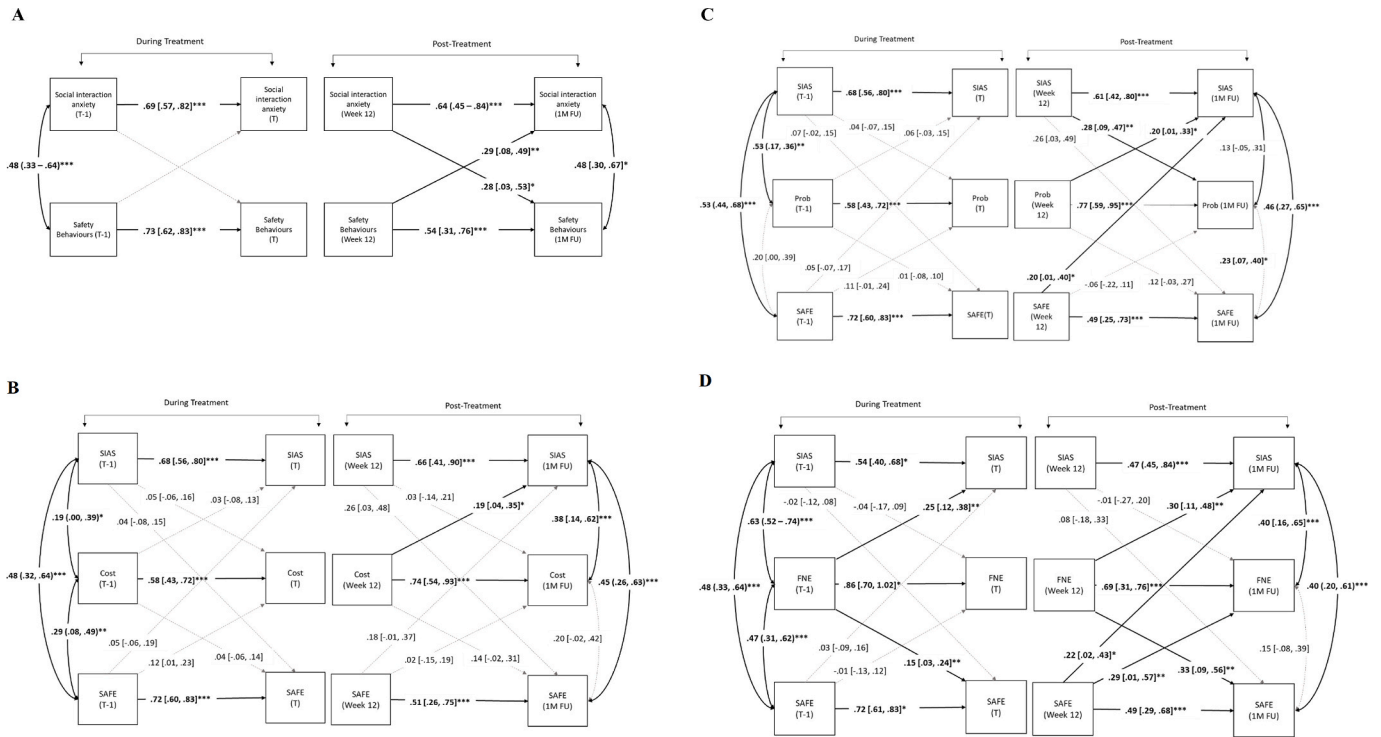 A
During Treatment
Post-Treatment
Social interaction
anxiety
(T-1)
.69 [.57, .82]***
Social
interaction
anxiety
(T)
Social interaction
anxiety
(Week 12)
.64 (.45 – .84)***
Social interaction
anxiety
(1M FU)
.48 (.33 – .64)***
.29 [.08, .49]**
.48 [.30, .67]*
.28 [.03, .53]*
Safety
Behaviours (T-1)
.73 [.62, .83]***
Safety
Behaviours
(T)
Safety
Behaviours
(Week 12)
.54 [.31, .76]***
Safety
Behaviours
(1M FU)
B
During Treatment
Post-Treatment
SIAS
(T-1)
.68 [.56, .80]***
SIAS
(T)
SIAS
(Week 12)
.66 [.41, .90]***
SIAS
(1M FU)
.05 [-.06, .16]
.03 [-.08, .13]
.03 [-.14, .21]
.19 [.04, .35]*
.19 (.00, .39)*
.04 [-.08, .15]
.26 [.03, .48]
.38 [.14, .62]***
.48 (.32, .64)***
Cost
(T-1)
.58 [.43, .72]***
Cost
(T)
Cost
(Week 12)
.74 [.54, .93]***
Cost
(1M FU)
.45 (.26, .63)***
.29 (.08, .49)**
.05 [-.06, .19]
.12 [.01, .23]
.04 [-.06, .14]
.18 [-.01, .37]
.02 [-.15, .19]
.14 [-.02, .31]
.20 [-.02, .42]
SAFE
(T-1)
.72 [.60, .83]***
SAFE
(T)
SAFE
(Week 12)
.51 [.26, .75]***
SAFE
(1M FU)
C
During Treatment
Post-Treatment
SIAS
(T-1)
.68 [.56, .80]***
SIAS
(T)
SIAS
(Week
12)
.61 [.42, .80]***
SIAS
(1M FU)
.07 [-.02, .15]
.04 [-.07, .15]
.06 [-.03, .15]
.28 [.09, .47]**
.20 [.01, .33]*
.26 [.03, .49]
.13 [-.05, .31]
.53 (.17, .36)**
.53 (.44, .68)***
Prob
(T-1)
.58 [.43, .72]***
Prob
(T)
Prob
(Week
12)
.77 [.59, .95]***
Prob (1M FU)
.46 (.27, .65)***
.20 [.00, .39]
.05 [-.07, .17]
.11 [-.01, .24]
.01 [-.08, .10]
.20 [.01, .40]*
-.06 [-.22, .11]
.12 [-.03, .27]
.23 [.07, .40]*
SAFE
(T-1)
.72 [.60, .83]***
SAFE(T)
SAFE
(Week
12)
.49 [.25, .73]***
SAFE
(1M FU)
D
During Treatment
Post-Treatment
SIAS
(T-1)
.54 [.40, .68]*
SIAS
(T)
SIAS
(Week 12)
.47 [.45, .84]***
SIAS
(1M FU)
-.02 [-.12, .08]
-.04 [-.17, .09]
.25 [.12, .38]**
-.01 [-.27, .20]
.30 [.11, .48]**
.08 [-.18, .33]
.63 (.52 – .74)***
.40 [.16, .65]***
.48 (.33, .64)***
FNE
(T-1)
.86 [.70, 1.02]*
FNE
(T)
FNE
(Week 12)
.69 [.31, .76]***
FNE
(1M FU)
.40 (.20, .61)***
.47 (.31, .62)***
.03 [-.09, .16]
-.01 [-.13, .12]
.15 [.03, .24]**
.22 [.02, .43]*
.29 [.01, .57]**
.33 [.09, .56]**
.15 [-.08, .39]
SAFE
(T-1)
.72 [.61, .83]*
SAFE
(T)
SAFE
(Week 12)
.49 [.29, .68]***
SAFE
(1M FU)